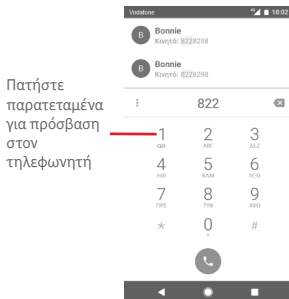 Vodafone 10:02
B Bonnie
Κινητό: 8228298
B Bonnie
Κινητό: 8228298
Πατήστε
παρατεταμένα
για πρόσβαση
στον
τηλεφωνητή
822
1 2 3
ΑΒΓ ΔΕΖ
4 5 6
ΗΘΙ ΚΛΜ ΝΞΟ
7 8 9
ΠΡΣ ΤΥΦ ΧΨΩ
* 0 #
+